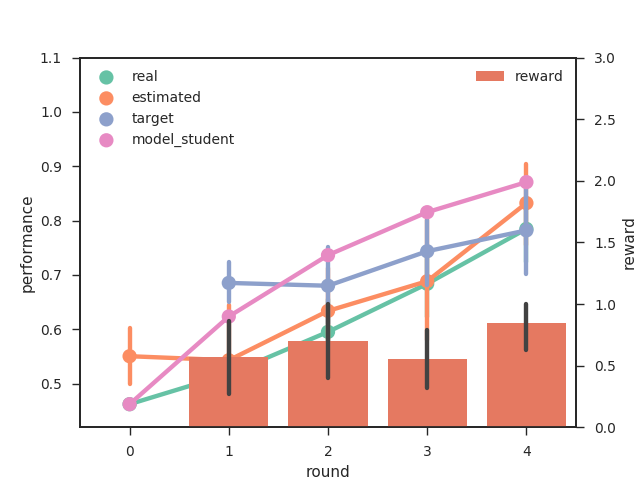 real
estimated
target
model_student
reward
performance
1.1
1.0
0.9
0.8
0.7
0.6
0.5
3.0
2.5
2.0
1.5
1.0
0.5
0.0
reward
0 1 2 3 4
round